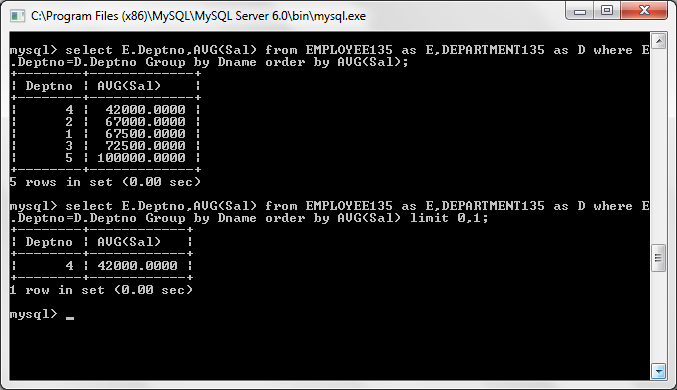 C:\Program Files (x86)\MySQL\MySQL Server 6.0\bin\mysql.exe
mysql> select E.Deptno,AVG(Sal) from EMPLOYEE135 as E,DEPARTMENT135 as D where E
.Deptno=D.Deptno Group by Dname order by AVG(Sal);
+--------+-------------+
| Deptno | AVG(Sal)    |
+--------+-------------+
|      4 |  42000.0000 |
|      2 |  67000.0000 |
|      1 |  67500.0000 |
|      3 |  72500.0000 |
|      5 | 100000.0000 |
+--------+-------------+
5 rows in set (0.00 sec)
mysql> select E.Deptno,AVG(Sal) from EMPLOYEE135 as E,DEPARTMENT135 as D where E
.Deptno=D.Deptno Group by Dname order by AVG(Sal) limit 0,1;
+--------+------------+
| Deptno | AVG(Sal)   |
+--------+------------+
|      4 | 42000.0000 |
+--------+------------+
1 row in set (0.00 sec)
mysql> _